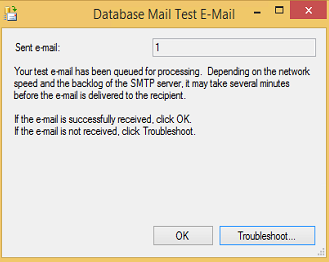 Database Mail Test E-Mail
Sent e-mail: 1
Your test e-mail has been queued for processing. Depending on the network
speed and the backlog of the SMTP server, it may take several minutes
before the e-mail is delivered to the recipient.
If the e-mail is successfully received, click OK.
If the e-mail is not received, click Troubleshoot.
OK Troubleshoot...